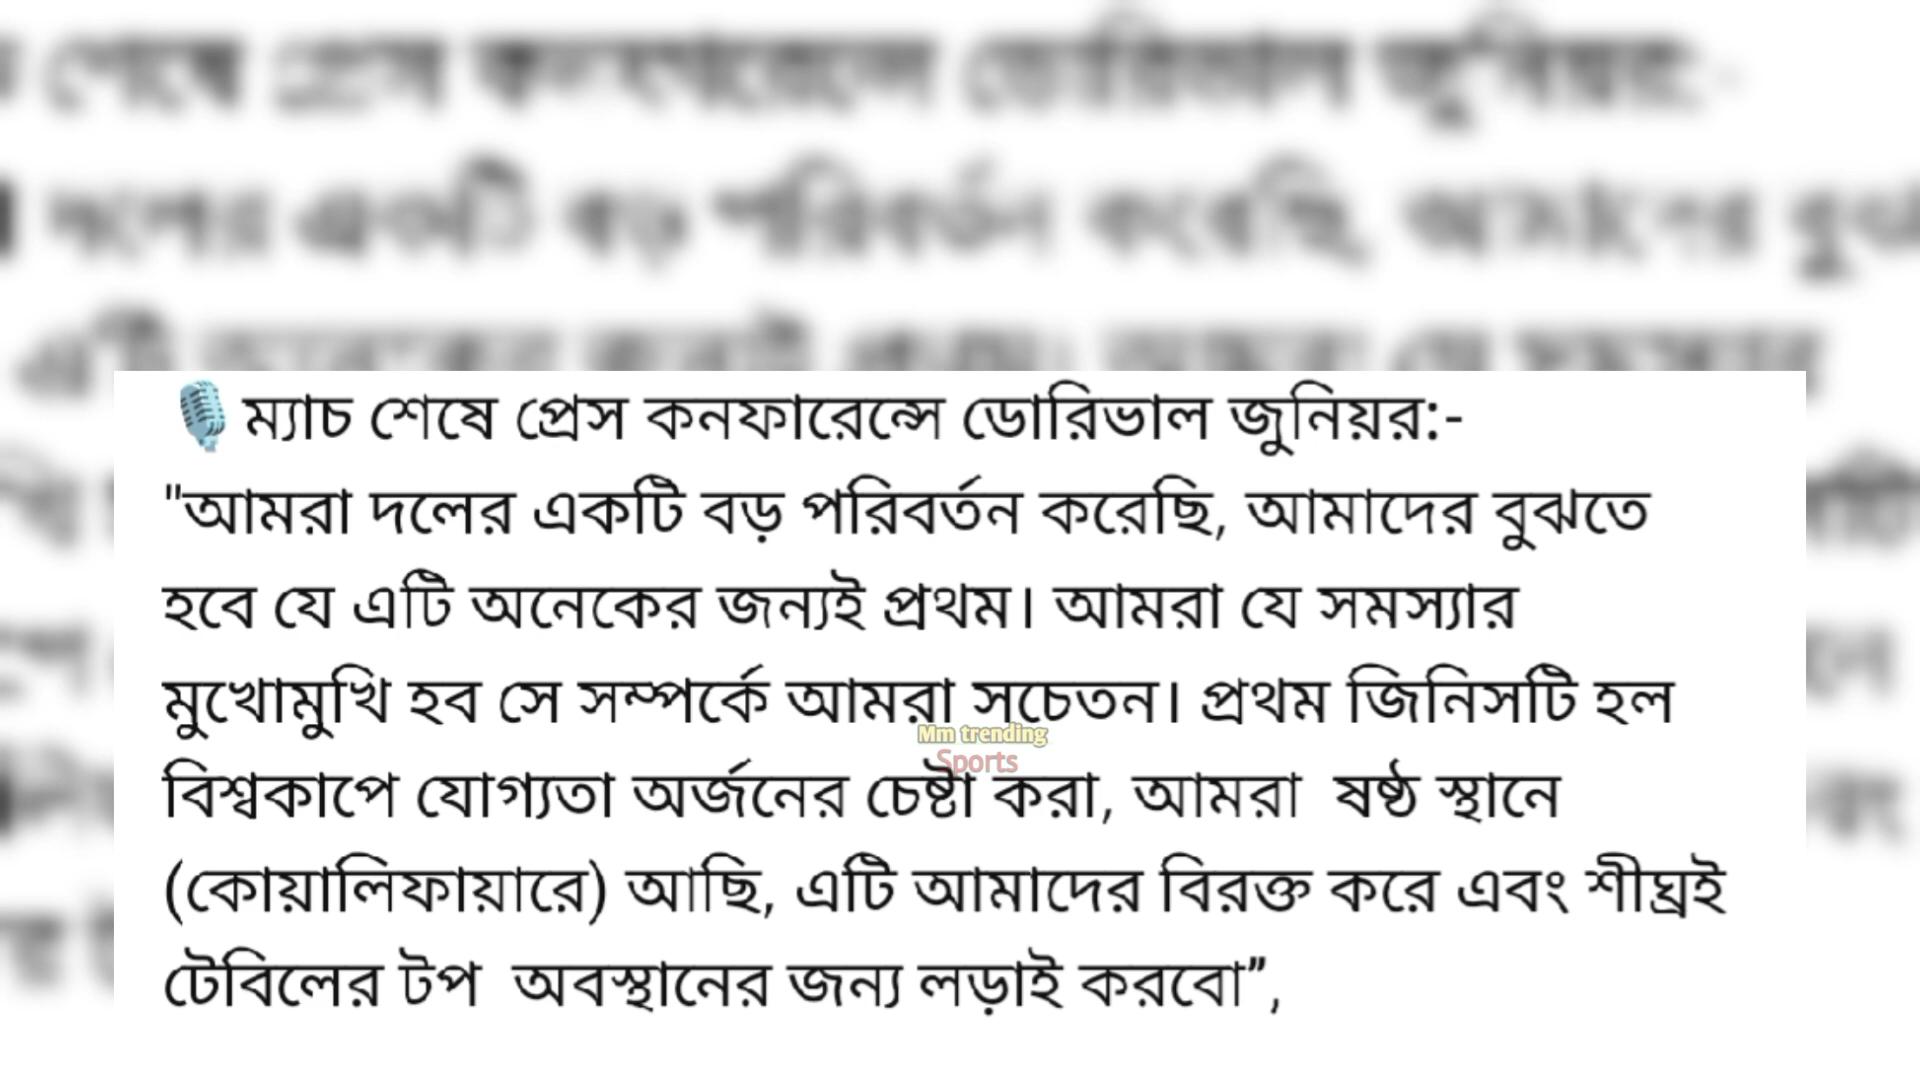 🎙️ম্যাচ শেষে প্রেস কনফারেন্সে ডোরিভাল জুনিয়র:-
"আমরা দলের একটি বড় পরিবর্তন করেছি, আমাদের বুঝতে
হবে যে এটি অনেকের জন্যই প্রথম। আমরা যে সমস্যার
মুখোমুখি হব সে সম্পর্কে আমরা সচেতন। প্রথম জিনিসটি হল
Mm trending
Sports
বিশ্বকাপে যোগ্যতা অর্জনের চেষ্টা করা, আমরা ষষ্ঠ স্থানে
(কোয়ালিফায়ারে) আছি, এটি আমাদের বিরক্ত করে এবং শীঘ্রই
টেবিলের টপ অবস্থানের জন্য লড়াই করবো”,